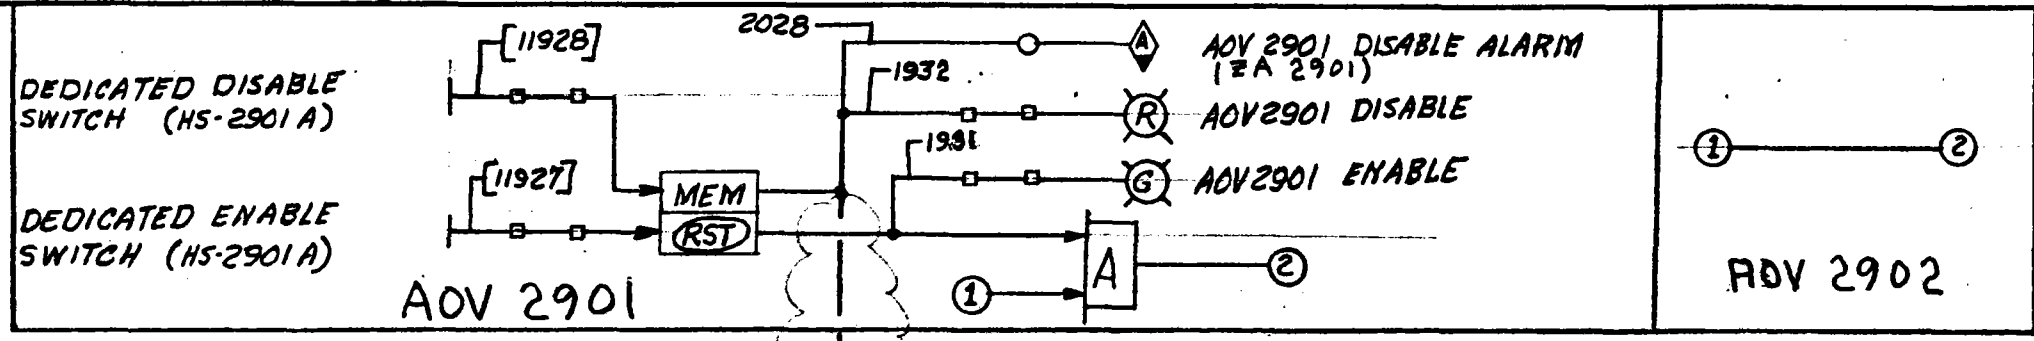 [11928]
2028
A
AOV 2901 DISABLE ALARM
(ZA 2901)
DEDICATED DISABLE
SWITCH (HS-2901A)
1932
R
AOV2901 DISABLE
1931
[11927]
G
AOV2901 ENABLE
MEM
RST
DEDICATED ENABLE
SWITCH (HS-2901A)
A
1
2
AOV 2901
1
2
AOV 2902